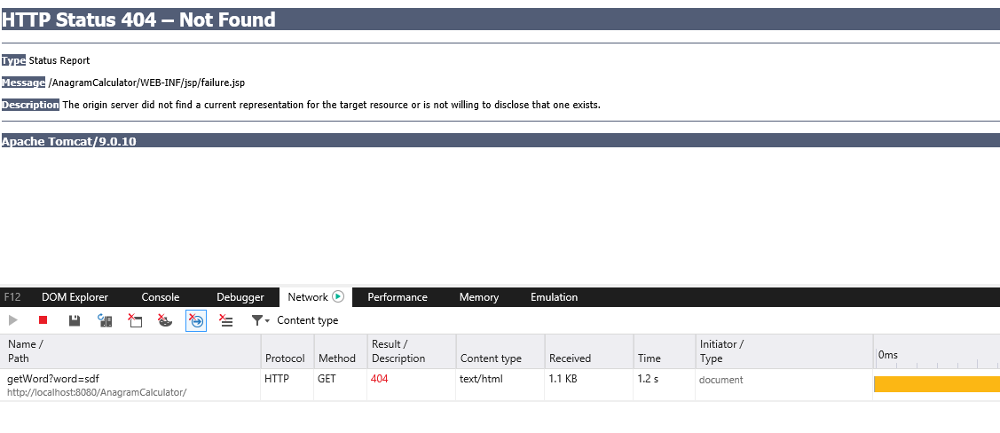 HTTP Status 404 – Not Found
Type Status Report
Message /AnagramCalculator/WEB-INF/jsp/failure.jsp
Description The origin server did not find a current representation for the target resource or is not willing to disclose that one exists.
Apache Tomcat/9.0.10
F12 DOM Explorer Console Debugger Network Performance Memory Emulation
Content type
Name / Path Protocol Method Result / Description Content type Received Time Initiator / Type 0ms
getWord?word=sdf HTTP GET 404 text/html 1.1 KB 1.2 s document
http://localhost:8080/AnagramCalculator/